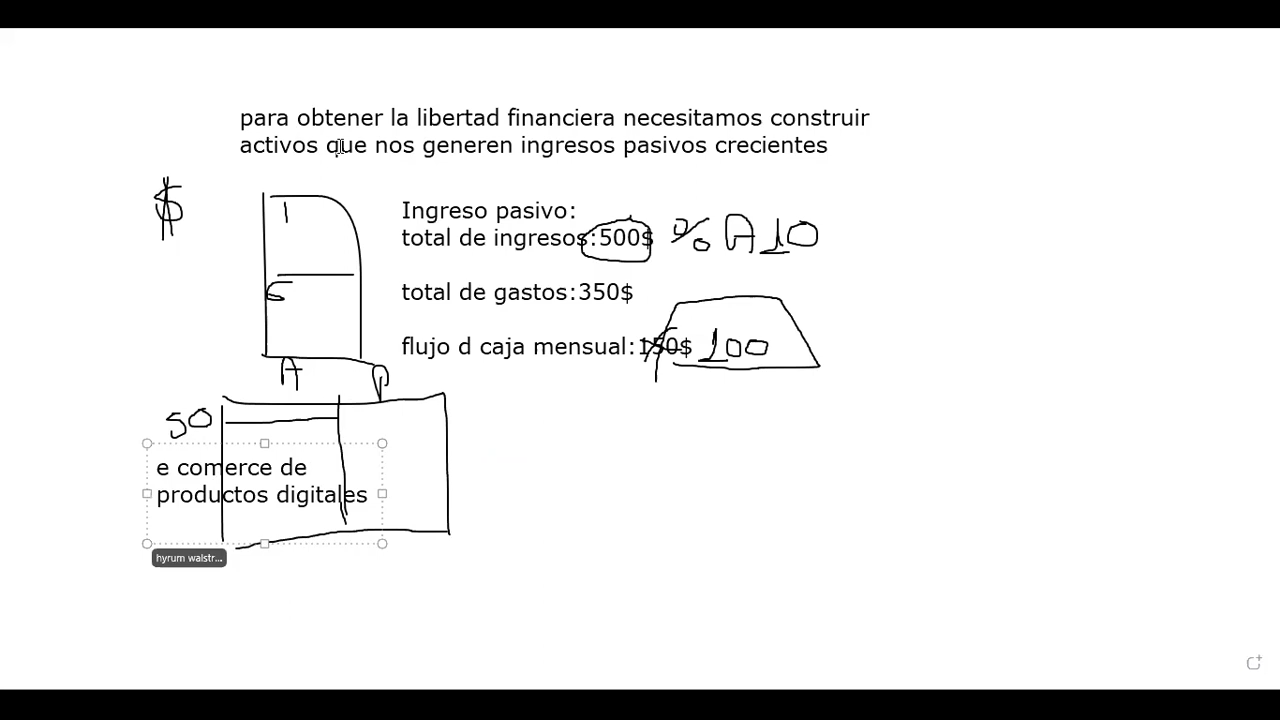 para obtener la libertad financiera necesitamos construir
activos que nos generen ingresos pasivos crecientes
$
I
Ingreso pasivo:
total de ingresos:500$ % A 10
total de gastos:350$
flujo d caja mensual:150$ 100
A P
50
e comerce de
productos digitales
hyrum walstr...